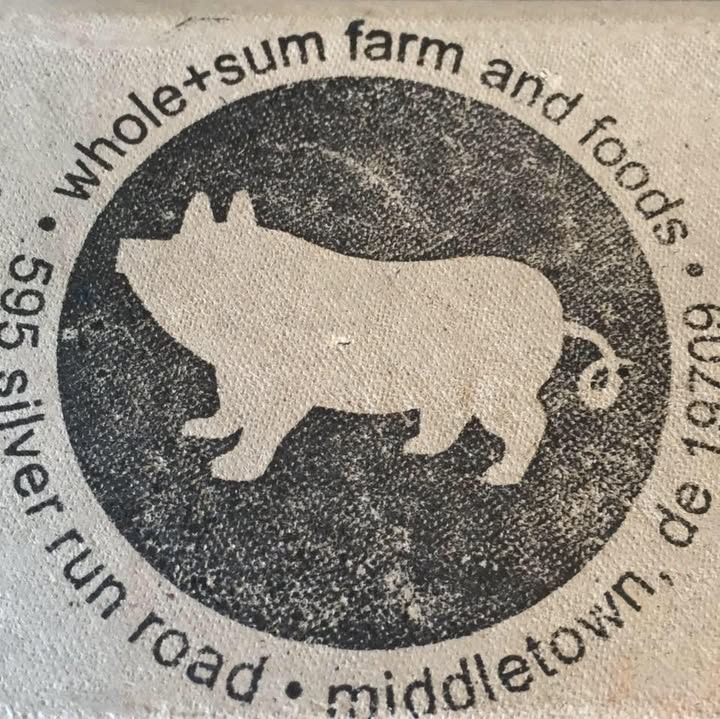 whole+sum farm and foods • 595 silver run road • middletown, de 19709 •